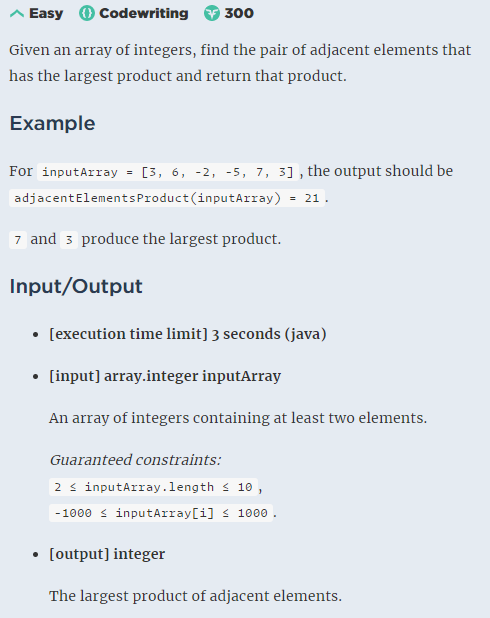 Easy Codewriting 300
Given an array of integers, find the pair of adjacent elements that
has the largest product and return that product.
Example
For inputArray = [3, 6, -2, -5, 7, 3] , the output should be
adjacentElementsProduct(inputArray) = 21 .
7 and 3 produce the largest product.
Input/Output
• [execution time limit] 3 seconds (java)
• [input] array.integer inputArray
An array of integers containing at least two elements.
Guaranteed constraints:
2 ≤ inputArray.length ≤ 10 ,
-1000 ≤ inputArray[i] ≤ 1000 .
• [output] integer
The largest product of adjacent elements.